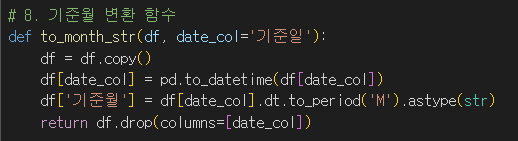 # 8. 기준월 변환 함수
def to_month_str(df, date_col='기준일'):
    df = df.copy()
    df[date_col] = pd.to_datetime(df[date_col])
    df['기준월'] = df[date_col].dt.to_period('M').astype(str)
    return df.drop(columns=[date_col])